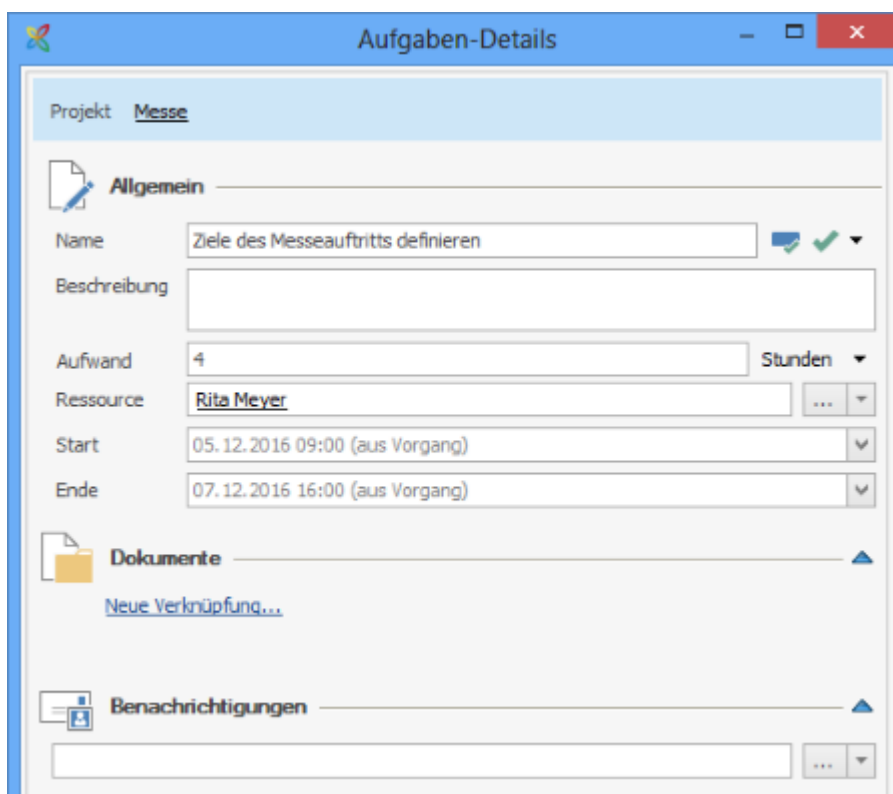 Aufgaben-Details
Projekt Messe
Allgemein
Name Ziele des Messeauftritts definieren
Beschreibung
Aufwand 4 Stunden
Ressource Rita Meyer ...
Start 05.12.2016 09:00 (aus Vorgang)
Ende 07.12.2016 16:00 (aus Vorgang)
Dokumente
Neue Verknüpfung...
Benachrichtigungen
...